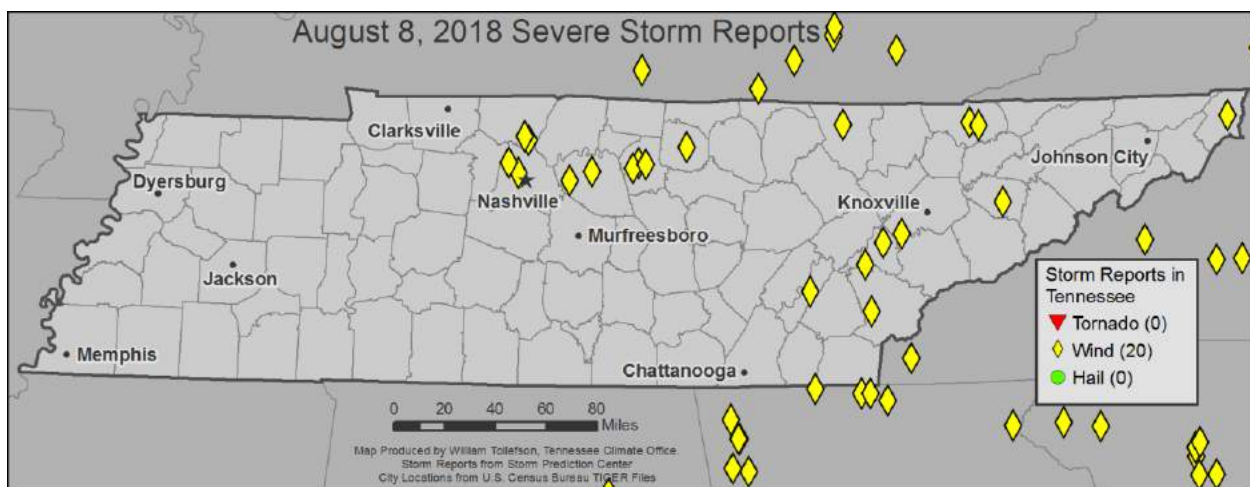 August 8, 2018 Severe Storm Reports
Clarksville
Johnson City
Dyersburg
Nashville
Knoxville
Murfreesboro
Jackson
Storm Reports in
Tennessee
Tornado (0)
Wind (20)
Hail (0)
Memphis
Chattanooga
0 20 40 60 80
Miles
Map Produced by William Tollefson, Tennessee Climate Office.
Storm Reports from Storm Prediction Center
City Locations from U.S. Census Bureau TIGER Files